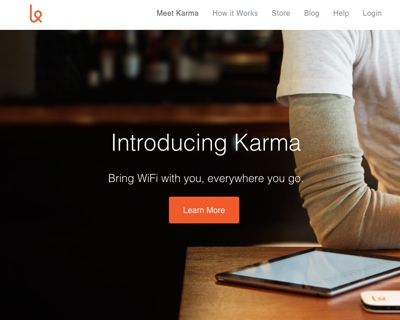 Meet Karma
How it Works
Store
Blog
Help
Login
Introducing Karma
Bring WiFi with you, everywhere you go.
Learn More